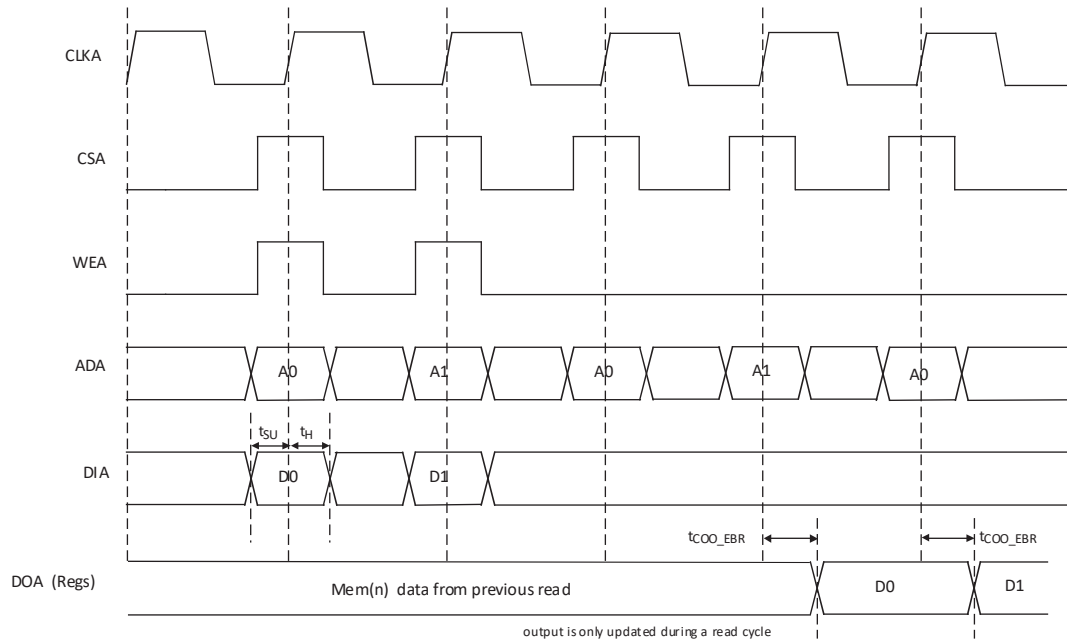 CLKA
CSA
WEA
ADA
A0
A1
A0
A1
A0
tSU
tH
DIA
D0
D1
tCOO_EBR
tCOO_EBR
DOA (Regs)
Mem(n) data from previous read
D0
D1
output is only updated during a read cycle